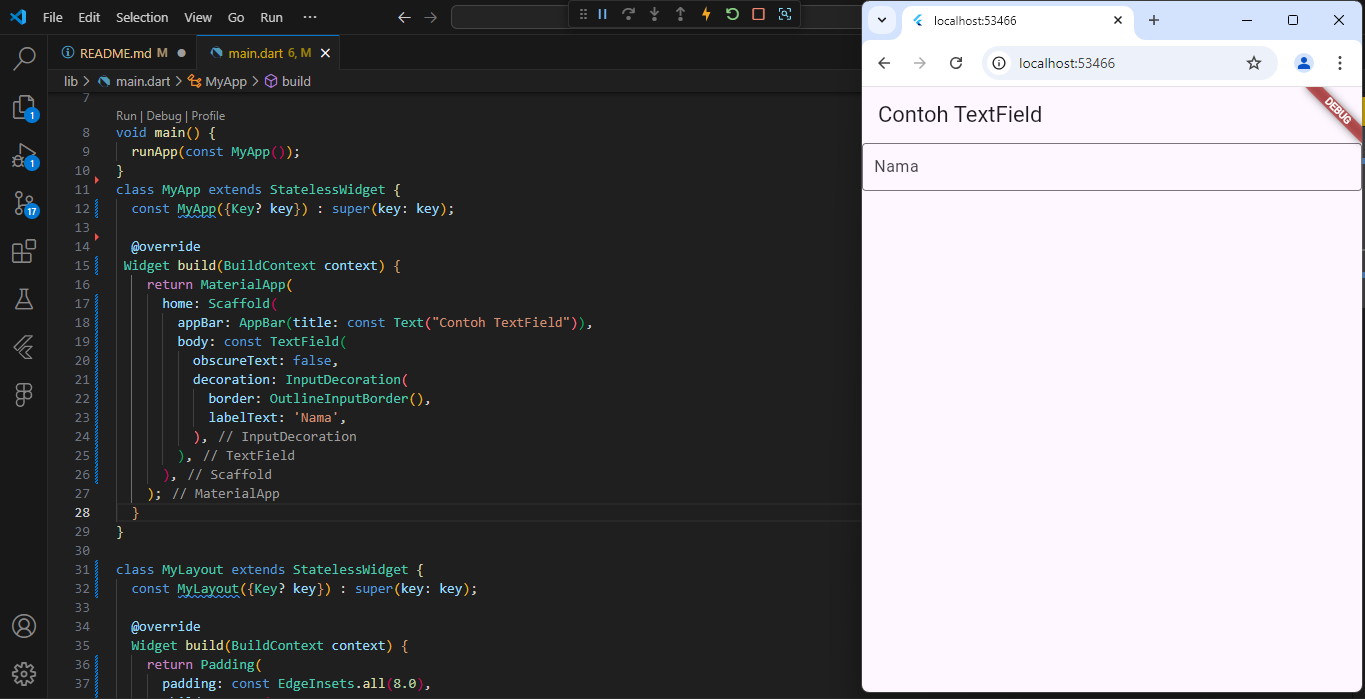 File Edit Selection View Go Run ···
README.md M
main.dart 6, M
lib > main.dart > MyApp > build
7
Run | Debug | Profile
8 void main() {
9 runApp(const MyApp());
10 }
11 class MyApp extends StatelessWidget {
12 const MyApp({Key? key}) : super(key: key);
13
14 @override
15 Widget build(BuildContext context) {
16 return MaterialApp(
17 home: Scaffold(
18 appBar: AppBar(title: const Text("Contoh TextField")),
19 body: const TextField(
20 obscureText: false,
21 decoration: InputDecoration(
22 border: OutlineInputBorder(),
23 labelText: 'Nama',
24 ), // InputDecoration
25 ), // TextField
26 ), // Scaffold
27 ); // MaterialApp
28 }
29 }
30
31 class MyLayout extends StatelessWidget {
32 const MyLayout({Key? key}) : super(key: key);
33
34 @override
35 Widget build(BuildContext context) {
36 return Padding(
37 padding: const EdgeInsets.all(8.0),
1
1
17
localhost:53466
localhost:53466
Contoh TextField
DEBUG
Nama